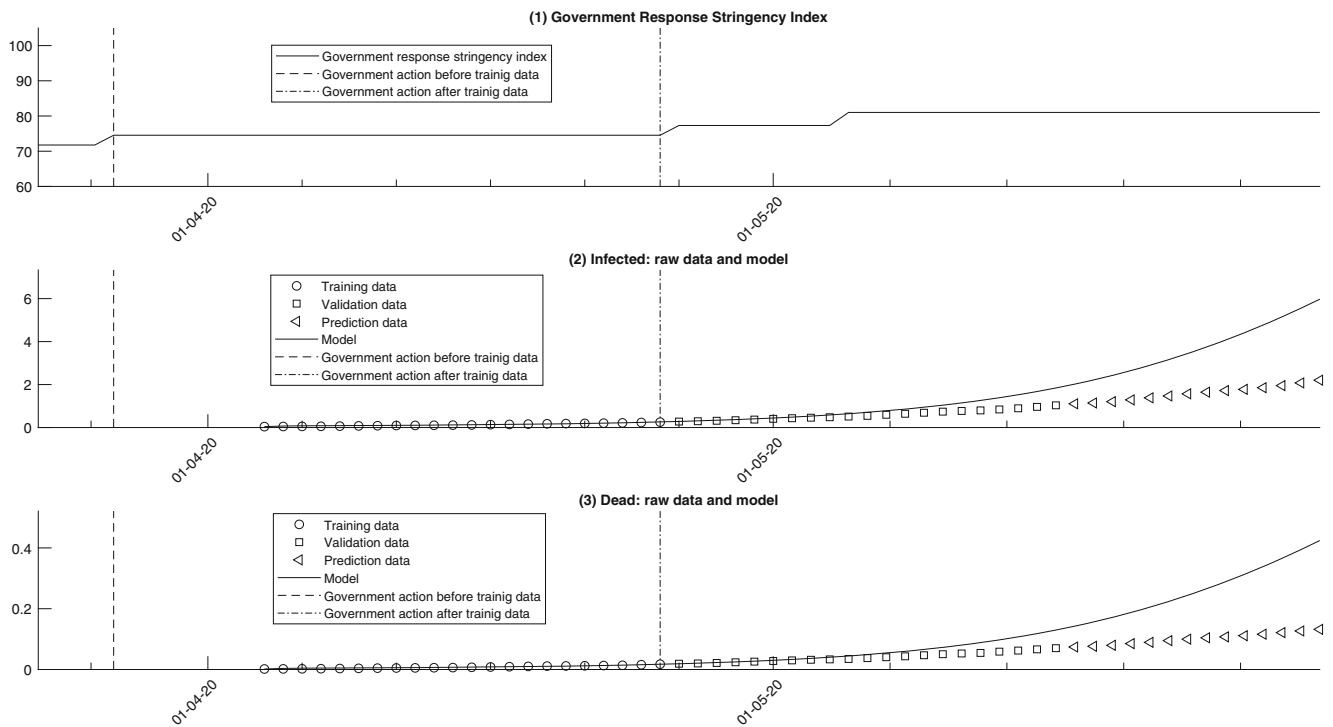 (1) Government Response Stringency Index
100
90
80
70
60
Government response stringency index
Government action before trainig data
Government action after trainig data
01-04-20
01-05-20
(2) Infected: raw data and model
6
4
2
0
Training data
Validation data
Prediction data
Model
Government action before trainig data
Government action after trainig data
01-04-20
01-05-20
(3) Dead: raw data and model
0.4
0.2
0
Training data
Validation data
Prediction data
Model
Government action before trainig data
Government action after trainig data
01-04-20
01-05-20